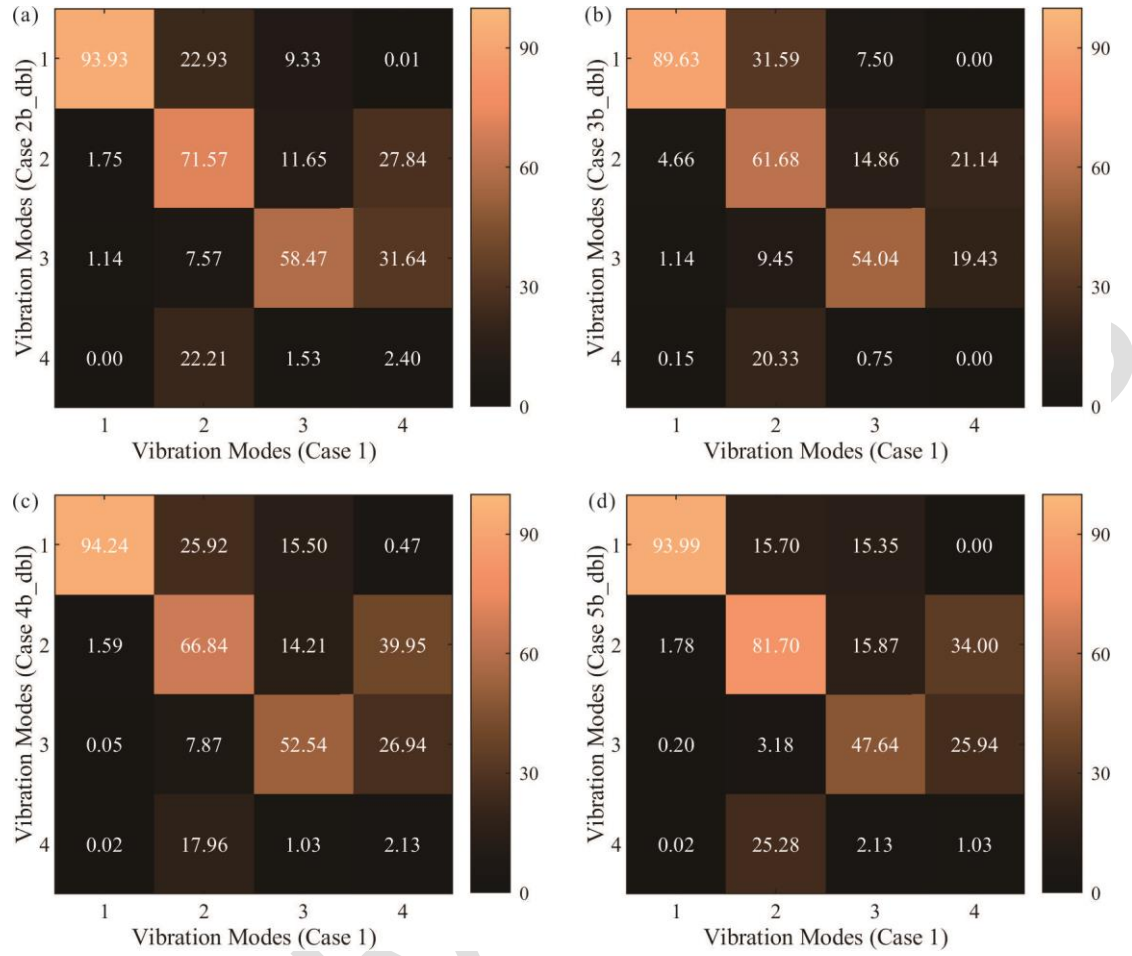 (a)
Vibration Modes (Case 2b_dbl)
1 93.93 22.93 9.33 0.01
2 1.75 71.57 11.65 27.84
3 1.14 7.57 58.47 31.64
4 0.00 22.21 1.53 2.40
1 2 3 4
Vibration Modes (Case 1)
90
60
30
0
(b)
Vibration Modes (Case 3b_dbl)
1 89.63 31.59 7.50 0.00
2 4.66 61.68 14.86 21.14
3 1.14 9.45 54.04 19.43
4 0.15 20.33 0.75 0.00
1 2 3 4
Vibration Modes (Case 1)
90
60
30
0
(c)
Vibration Modes (Case 4b_dbl)
1 94.24 25.92 15.50 0.47
2 1.59 66.84 14.21 39.95
3 0.05 7.87 52.54 26.94
4 0.02 17.96 1.03 2.13
1 2 3 4
Vibration Modes (Case 1)
90
60
30
0
(d)
Vibration Modes (Case 5b_dbl)
1 93.99 15.70 15.35 0.00
2 1.78 81.70 15.87 34.00
3 0.20 3.18 47.64 25.94
4 0.02 25.28 2.13 1.03
1 2 3 4
Vibration Modes (Case 1)
90
60
30
0